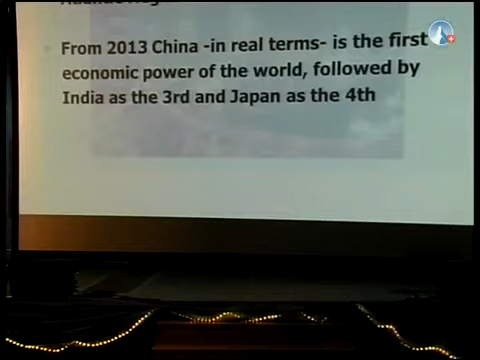 From 2013 China -in real terms- is the first
economic power of the world, followed by
India as the 3rd and Japan as the 4th